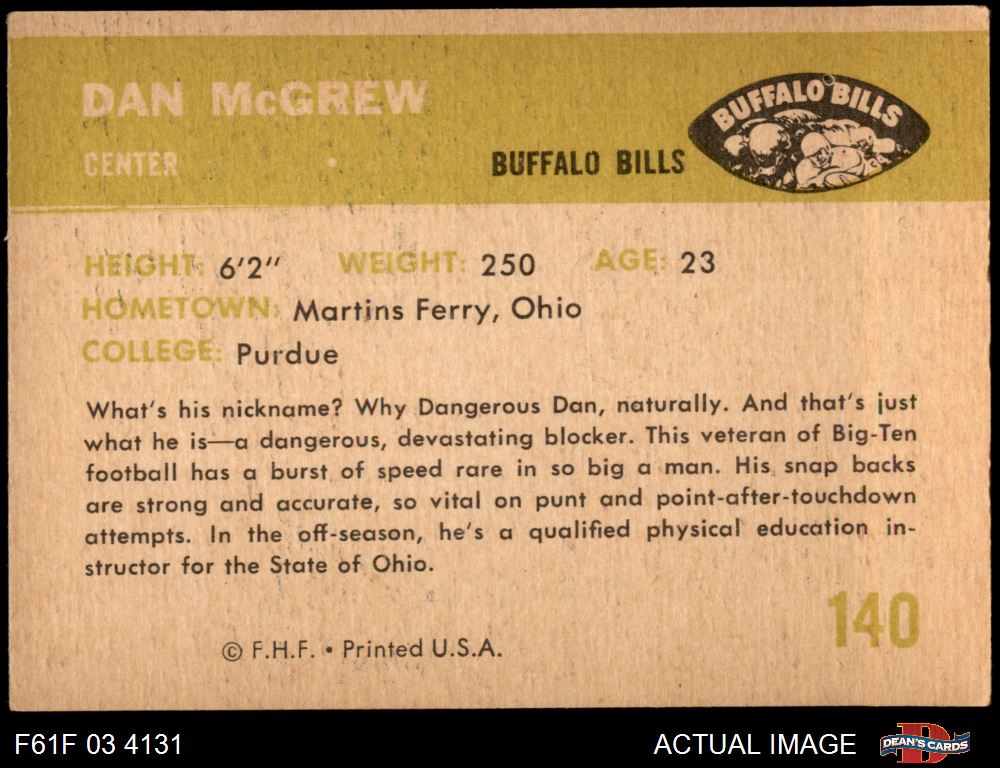 DAN McGREW
CENTER
BUFFALO BILLS
BUFFALO BILLS
HEIGHT: 6'2" WEIGHT: 250 AGE: 23
HOMETOWN: Martins Ferry, Ohio
COLLEGE: Purdue
What's his nickname? Why Dangerous Dan, naturally. And that's just
what he is—a dangerous, devastating blocker. This veteran of Big-Ten
football has a burst of speed rare in so big a man. His snap backs
are strong and accurate, so vital on punt and point-after-touchdown
attempts. In the off-season, he's a qualified physical education in-
structor for the State of Ohio.
140
© F.H.F. • Printed U.S.A.
F61F 03 4131
ACTUAL IMAGE
DEAN'S CARDS